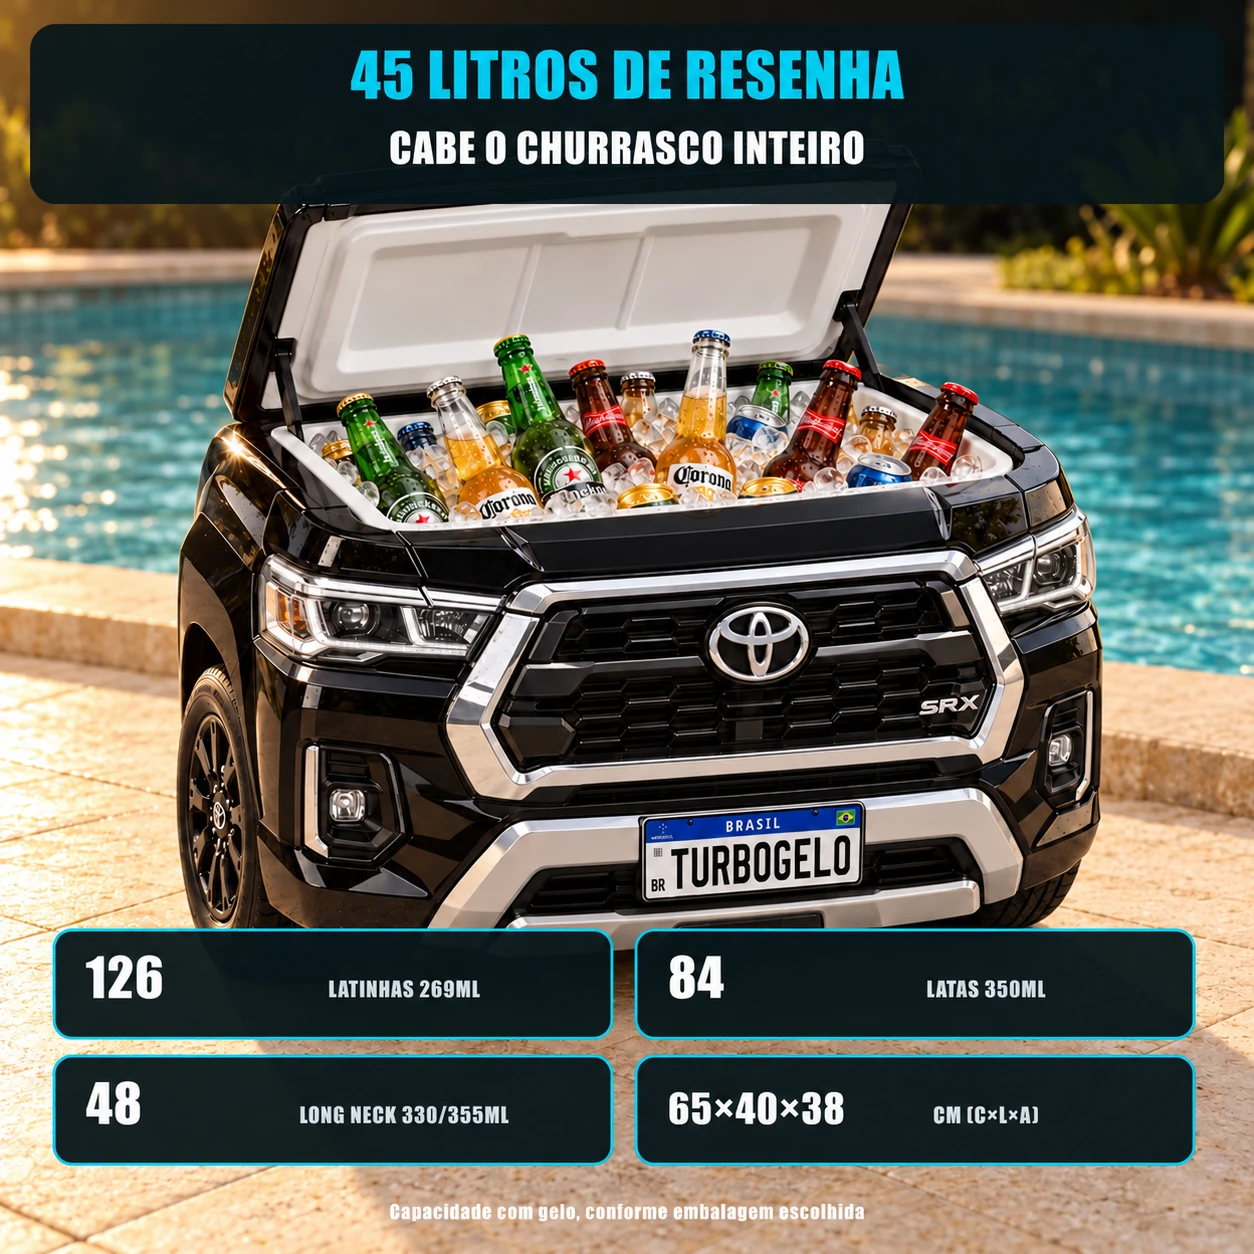 45 LITROS DE RESENHA
CABE O CHURRASCO INTEIRO
Corona
Corona
SRX
BRASIL
BR
TURBOGELO
126
LATINHAS 269ML
84
LATAS 350ML
48
LONG NECK 330/355ML
65×40×38
CM (C×L×A)
Capacidade com gelo, conforme embalagem escolhida